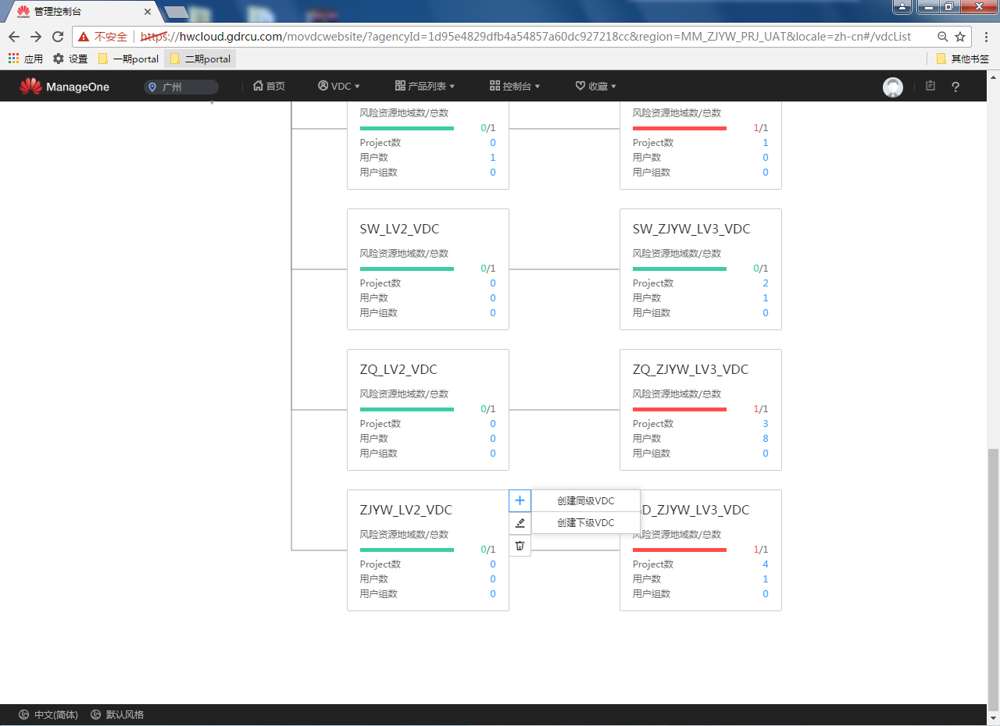 管理控制台
不安全 https://hwcloud.gdrcu.com/movdcwebsite/?agencyId=1d95e4829dfb4a54857a60dc927218cc&region=MM_ZJYW_PRJ_UAT&locale=zh-cn#/vdcList
应用 设置 一期portal 二期portal 其他书签
ManageOne 广州 首页 VDC 产品列表 控制台 收藏
风险资源地域数/总数
0/1
Project数 0
用户数 1
用户组数 0
风险资源地域数/总数
1/1
Project数 1
用户数 0
用户组数 0
SW_LV2_VDC
风险资源地域数/总数
0/1
Project数 0
用户数 0
用户组数 0
SW_ZJYW_LV3_VDC
风险资源地域数/总数
0/1
Project数 2
用户数 1
用户组数 0
ZQ_LV2_VDC
风险资源地域数/总数
0/1
Project数 0
用户数 0
用户组数 0
ZQ_ZJYW_LV3_VDC
风险资源地域数/总数
1/1
Project数 3
用户数 8
用户组数 0
ZJYW_LV2_VDC
风险资源地域数/总数
0/1
Project数 0
用户数 0
用户组数 0
创建同级VDC
创建下级VDC
D_ZJYW_LV3_VDC
风险资源地域数/总数
1/1
Project数 4
用户数 1
用户组数 0
中文(简体) 默认风格